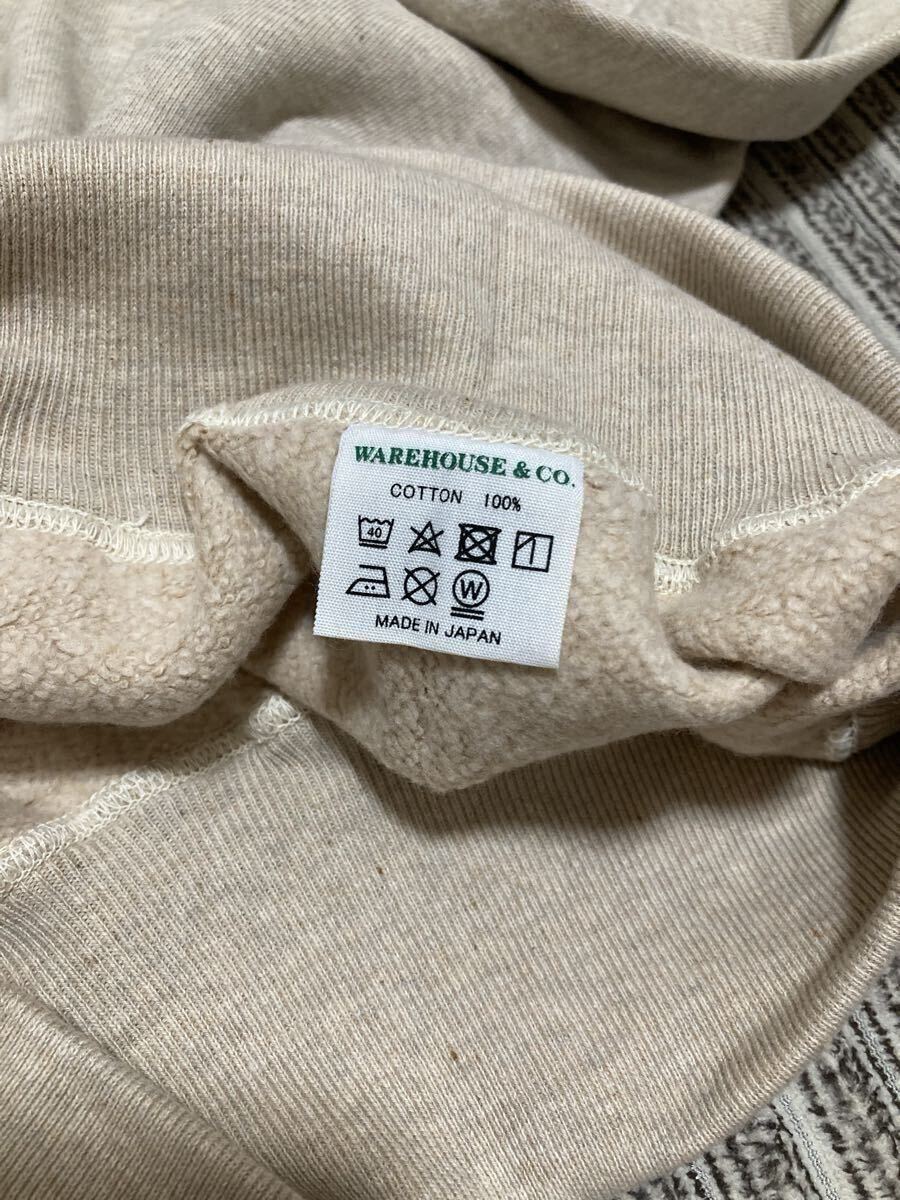 WAREHOUSE & CO.
COTTON 100%
40
W
MADE IN JAPAN